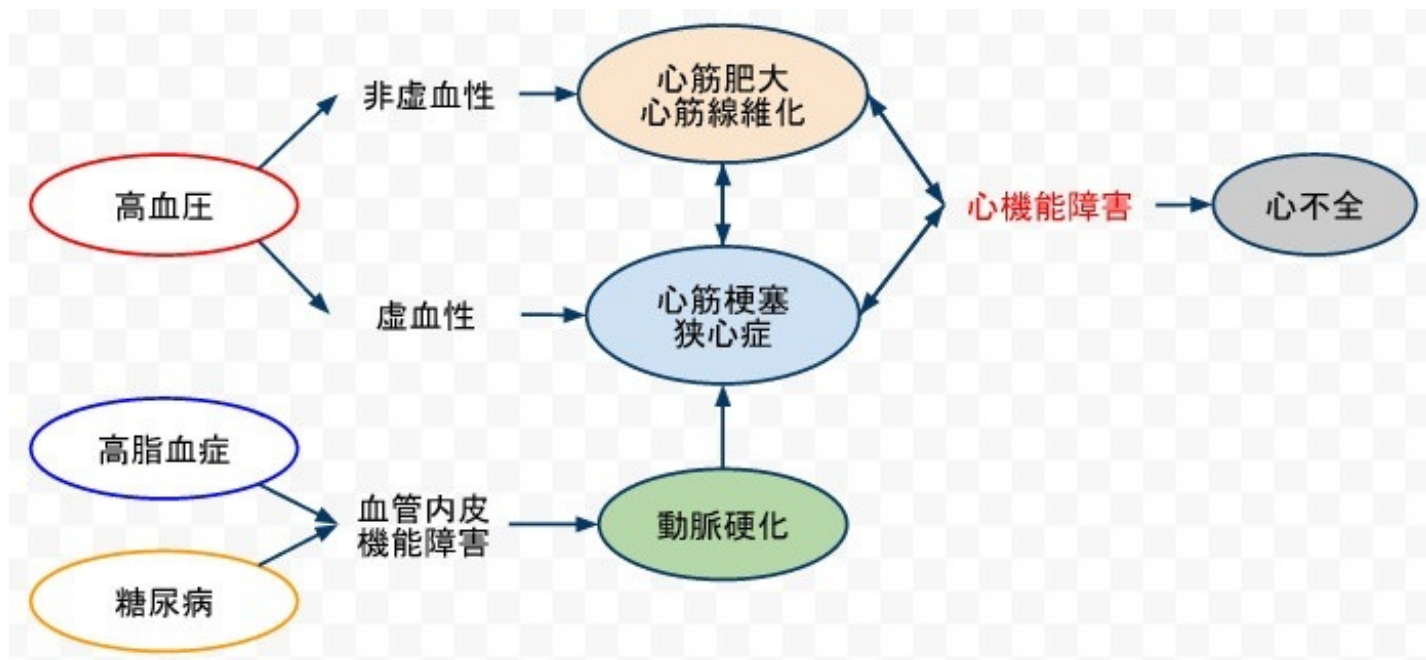 高血圧
非虚血性
虚血性
心筋肥大
心筋線維化
心筋梗塞
狭心症
心機能障害
心不全
高脂血症
糖尿病
血管内皮
機能障害
動脈硬化